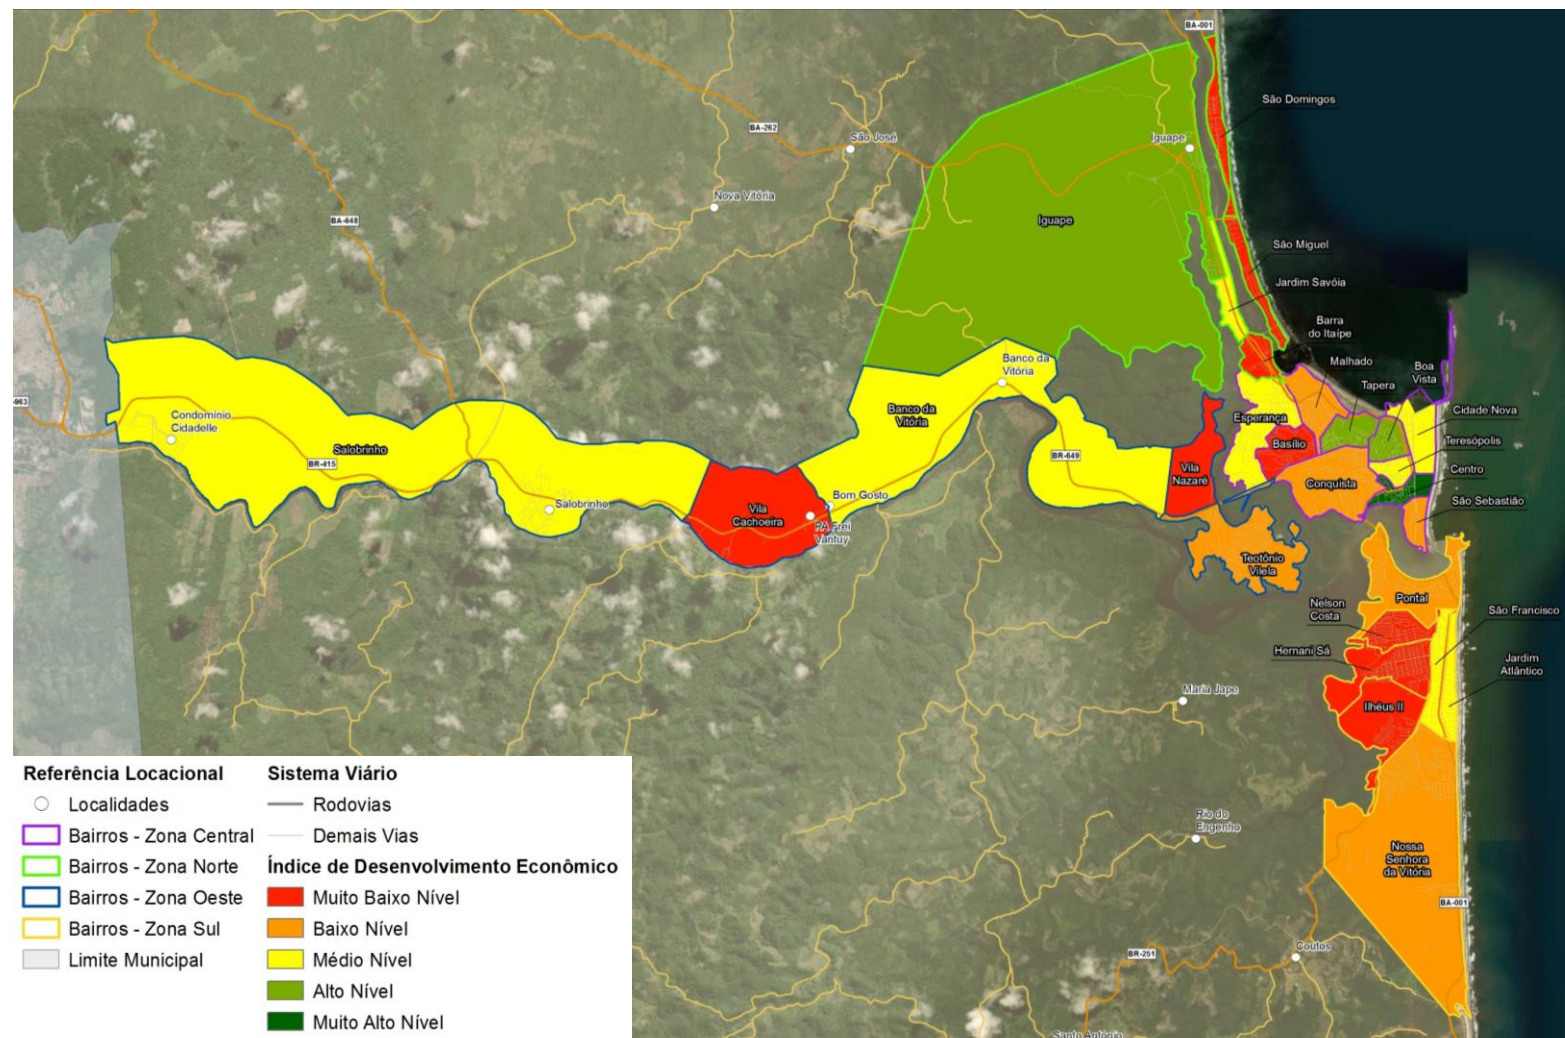 BA-001
São Domingos
BA-262
São José
Iguape
Nova Vitória
BA-648
Iguape
São Miguel
Jardim Savóia
Barra
do Itaípe
Malhado
Boa
Vista
Tapera
Banco da
Vitória
-963
Condomínio
Cidadelle
Banco da
Vitória
Esperança
Cidade Nova
Salobrinho
Basílio
Teresópolis
BR-415
BR-649
Vila
Nazaré
Centro
Conquista
Salobrinho
Bom Gosto
Vila
Cachoeira
São Sebastião
PA Frei
Vantuy
Teotônio
Vilela
Pontal
Nelson
Costa
São Francisco
Hernani Sá
Jardim
Atlântico
Maria Jape
Ilhéus II
Rio do
Engenho
Nossa
Senhora
da Vitória
BA-001
Coutos
BR-251
Santo Antônio
Referência Locacional
Localidades
Bairros - Zona Central
Bairros - Zona Norte
Bairros - Zona Oeste
Bairros - Zona Sul
Limite Municipal
Sistema Viário
Rodovias
Demais Vias
Índice de Desenvolvimento Econômico
Muito Baixo Nível
Baixo Nível
Médio Nível
Alto Nível
Muito Alto Nível